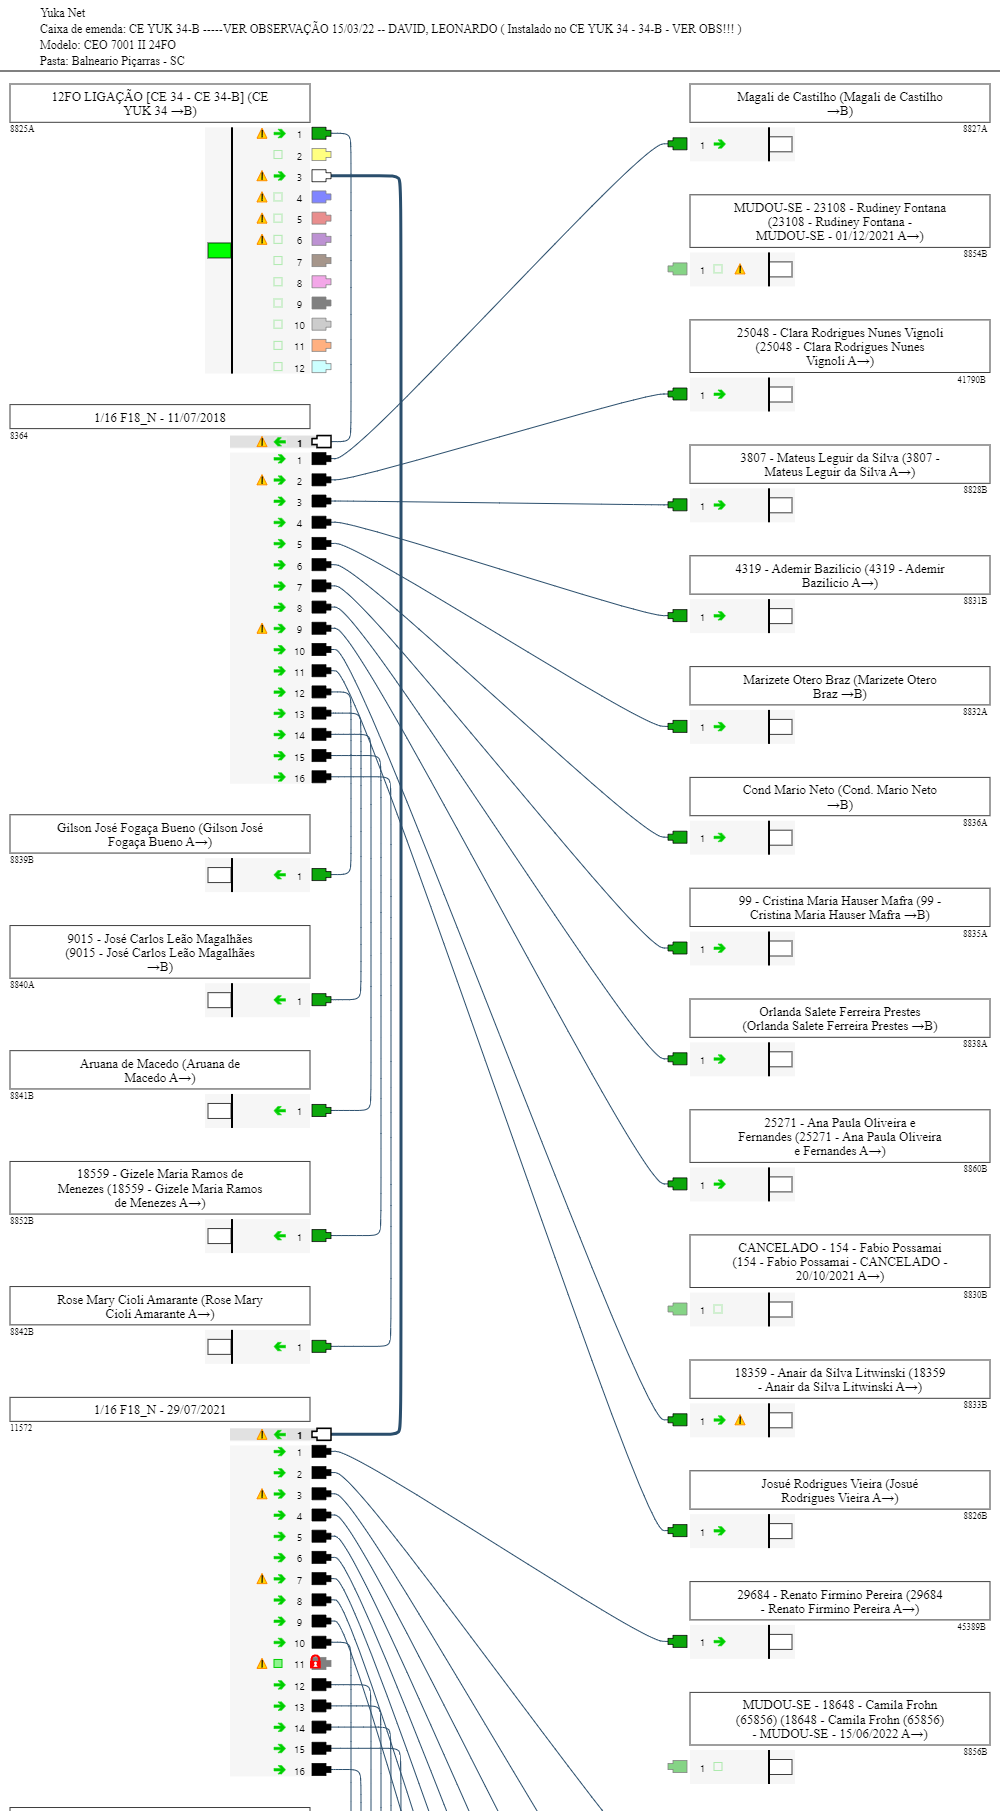 Yuka Net
Caixa de emenda: CE YUK 34-B -----VER OBSERVAÇÃO 15/03/22 -- DAVID, LEONARDO ( Instalado no CE YUK 34 - 34-B - VER OBS!!! )
Modelo: CEO 7001 II 24FO
Pasta: Balneario Piçarras - SC
12FO LIGAÇÃO [CE 34 - CE 34-B] (CE
YUK 34 →B)
8825A
1
2
3
4
5
6
7
8
9
10
11
12
1/16 F18_N - 11/07/2018
8364
1
1
2
3
4
5
6
7
8
9
10
11
12
13
14
15
16
Gilson José Fogaça Bueno (Gilson José
Fogaça Bueno A→)
8839B
1
9015 - José Carlos Leão Magalhães
(9015 - José Carlos Leão Magalhães
→B)
8840A
1
Aruana de Macedo (Aruana de
Macedo A→)
8841B
1
18559 - Gizele Maria Ramos de
Menezes (18559 - Gizele Maria Ramos
de Menezes A→)
8852B
1
Rose Mary Cioli Amarante (Rose Mary
Cioli Amarante A→)
8842B
1
1/16 F18_N - 29/07/2021
11572
1
1
2
3
4
5
6
7
8
9
10
11
12
13
14
15
16
Magali de Castilho (Magali de Castilho
→B)
8827A
1
MUDOU-SE - 23108 - Rudiney Fontana
(23108 - Rudiney Fontana -
MUDOU-SE - 01/12/2021 A→)
8854B
1
25048 - Clara Rodrigues Nunes Vignoli
(25048 - Clara Rodrigues Nunes
Vignoli A→)
41790B
1
3807 - Mateus Leguir da Silva (3807 -
Mateus Leguir da Silva A→)
8828B
1
4319 - Ademir Bazilicio (4319 - Ademir
Bazilicio A→)
8831B
1
Marizete Otero Braz (Marizete Otero
Braz →B)
8832A
1
Cond Mario Neto (Cond. Mario Neto
→B)
8836A
1
99 - Cristina Maria Hauser Mafra (99 -
Cristina Maria Hauser Mafra →B)
8835A
1
Orlanda Salete Ferreira Prestes
(Orlanda Salete Ferreira Prestes →B)
8838A
1
25271 - Ana Paula Oliveira e
Fernandes (25271 - Ana Paula Oliveira
e Fernandes A→)
8860B
1
CANCELADO - 154 - Fabio Possamai
(154 - Fabio Possamai - CANCELADO -
20/10/2021 A→)
8830B
1
18359 - Anair da Silva Litwinski (18359
- Anair da Silva Litwinski A→)
8833B
1
Josué Rodrigues Vieira (Josué
Rodrigues Vieira A→)
8826B
1
29684 - Renato Firmino Pereira (29684
- Renato Firmino Pereira A→)
45389B
1
MUDOU-SE - 18648 - Camila Frohn
(65856) (18648 - Camila Frohn (65856)
- MUDOU-SE - 15/06/2022 A→)
8856B
1